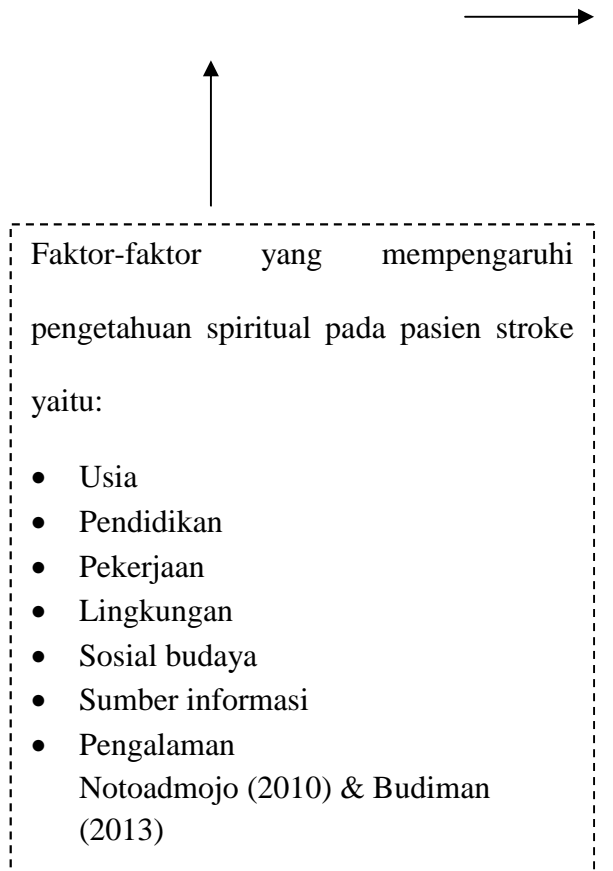 Faktor-faktor yang mempengaruhi
pengetahuan spiritual pada pasien stroke
yaitu:
• Usia
• Pendidikan
• Pekerjaan
• Lingkungan
• Sosial budaya
• Sumber informasi
• Pengalaman
Notoadmojo (2010) & Budiman
(2013)